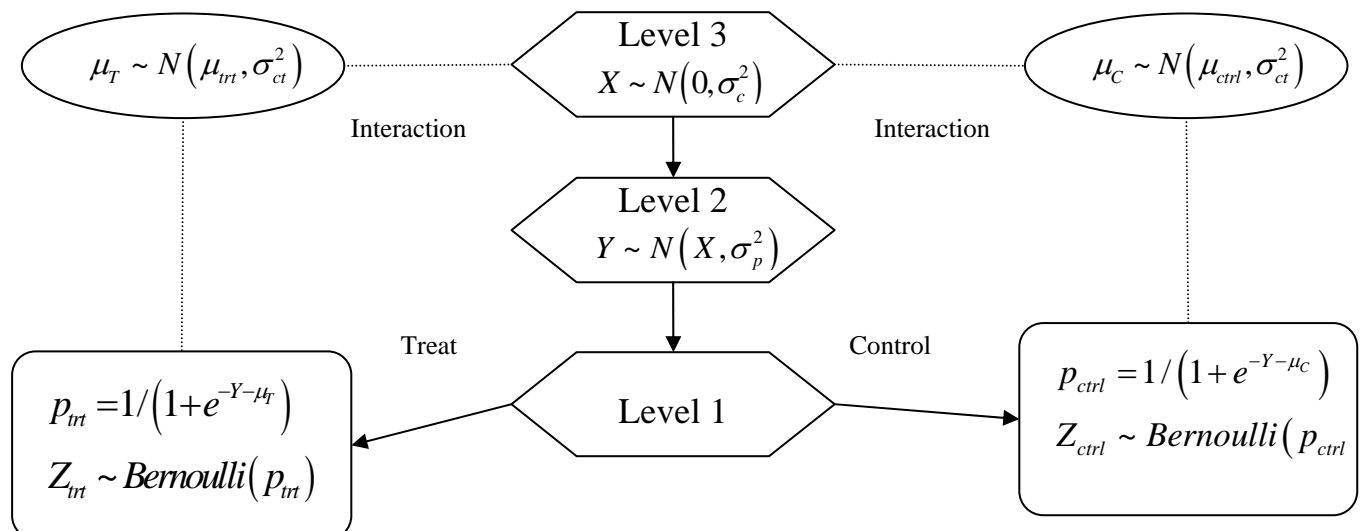 Level 3
μ_T ~ N(μ_trt, σ²_ct)
X ~ N(0, σ²_c)
μ_C ~ N(μ_ctrl, σ²_ct)
Interaction
Interaction
Level 2
Y ~ N(X, σ²_p)
Treat
Control
p_trt = 1/(1+e^{-Y-μ_T})
Z_trt ~ Bernoulli(p_trt)
Level 1
p_ctrl = 1/(1+e^{-Y-μ_C})
Z_ctrl ~ Bernoulli(p_ctrl